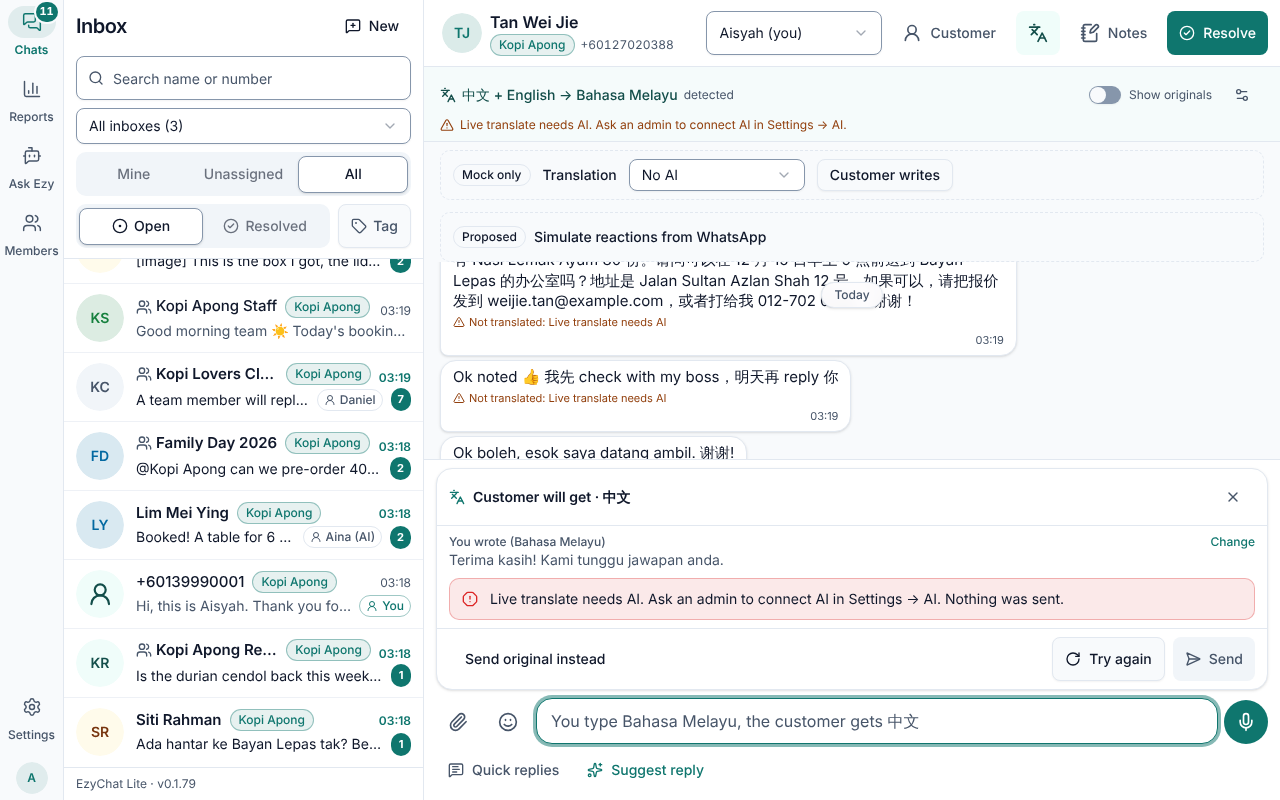 11
Chats
Reports
Ask Ezy
Members
Settings
A
Inbox
New
Search name or number
All inboxes (3)
Mine
Unassigned
All
Open
Resolved
Tag
[Image] This is the box I got, the lid...
2
KS
Kopi Apong Staff
Kopi Apong
03:19
Good morning team ☀️ Today's bookin...
KC
Kopi Lovers Cl...
Kopi Apong
03:19
A team member will repl...
Daniel
7
FD
Family Day 2026
Kopi Apong
03:18
@Kopi Apong can we pre-order 40...
2
LY
Lim Mei Ying
Kopi Apong
03:18
Booked! A table for 6 ...
Aina (AI)
2
+60139990001
Kopi Apong
03:18
Hi, this is Aisyah. Thank you fo...
You
KR
Kopi Apong Re...
Kopi Apong
03:18
Is the durian cendol back this week...
1
SR
Siti Rahman
Kopi Apong
03:18
Ada hantar ke Bayan Lepas tak? Be...
1
EzyChat Lite · v0.1.79
TJ
Tan Wei Jie
Kopi Apong
+60127020388
Aisyah (you)
Customer
Notes
Resolve
中文 + English → Bahasa Melayu detected
Show originals
Live translate needs AI. Ask an admin to connect AI in Settings → AI.
Mock only
Translation
No AI
Customer writes
Proposed
Simulate reactions from WhatsApp
Lepas 的办公室吗？地址是 Jalan Sultan Azlan Shah 12 号。如果可以，请把报价
发到 weijie.tan@example.com，或者打给我 012-702 谢谢！
Today
Not translated: Live translate needs AI
03:19
Ok noted 👍 我先 check with my boss，明天再 reply 你
Not translated: Live translate needs AI
03:19
Ok boleh, esok saya datang ambil. 谢谢!
Customer will get · 中文
You wrote (Bahasa Melayu)
Change
Terima kasih! Kami tunggu jawapan anda.
Live translate needs AI. Ask an admin to connect AI in Settings → AI. Nothing was sent.
Send original instead
Try again
Send
You type Bahasa Melayu, the customer gets 中文
Quick replies
Suggest reply